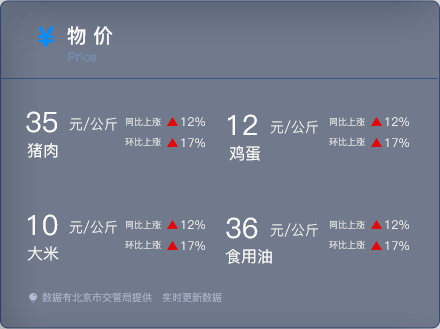 ¥ 物价
Price
35 元/公斤 同比上涨 ▲12%
环比上涨 ▲17%
猪肉
12 元/公斤 同比上涨 ▲12%
环比上涨 ▲17%
鸡蛋
10 元/公斤 同比上涨 ▲12%
环比上涨 ▲17%
大米
36 元/公斤 同比上涨 ▲12%
环比上涨 ▲17%
食用油
数据有北京市交管局提供 实时更新数据